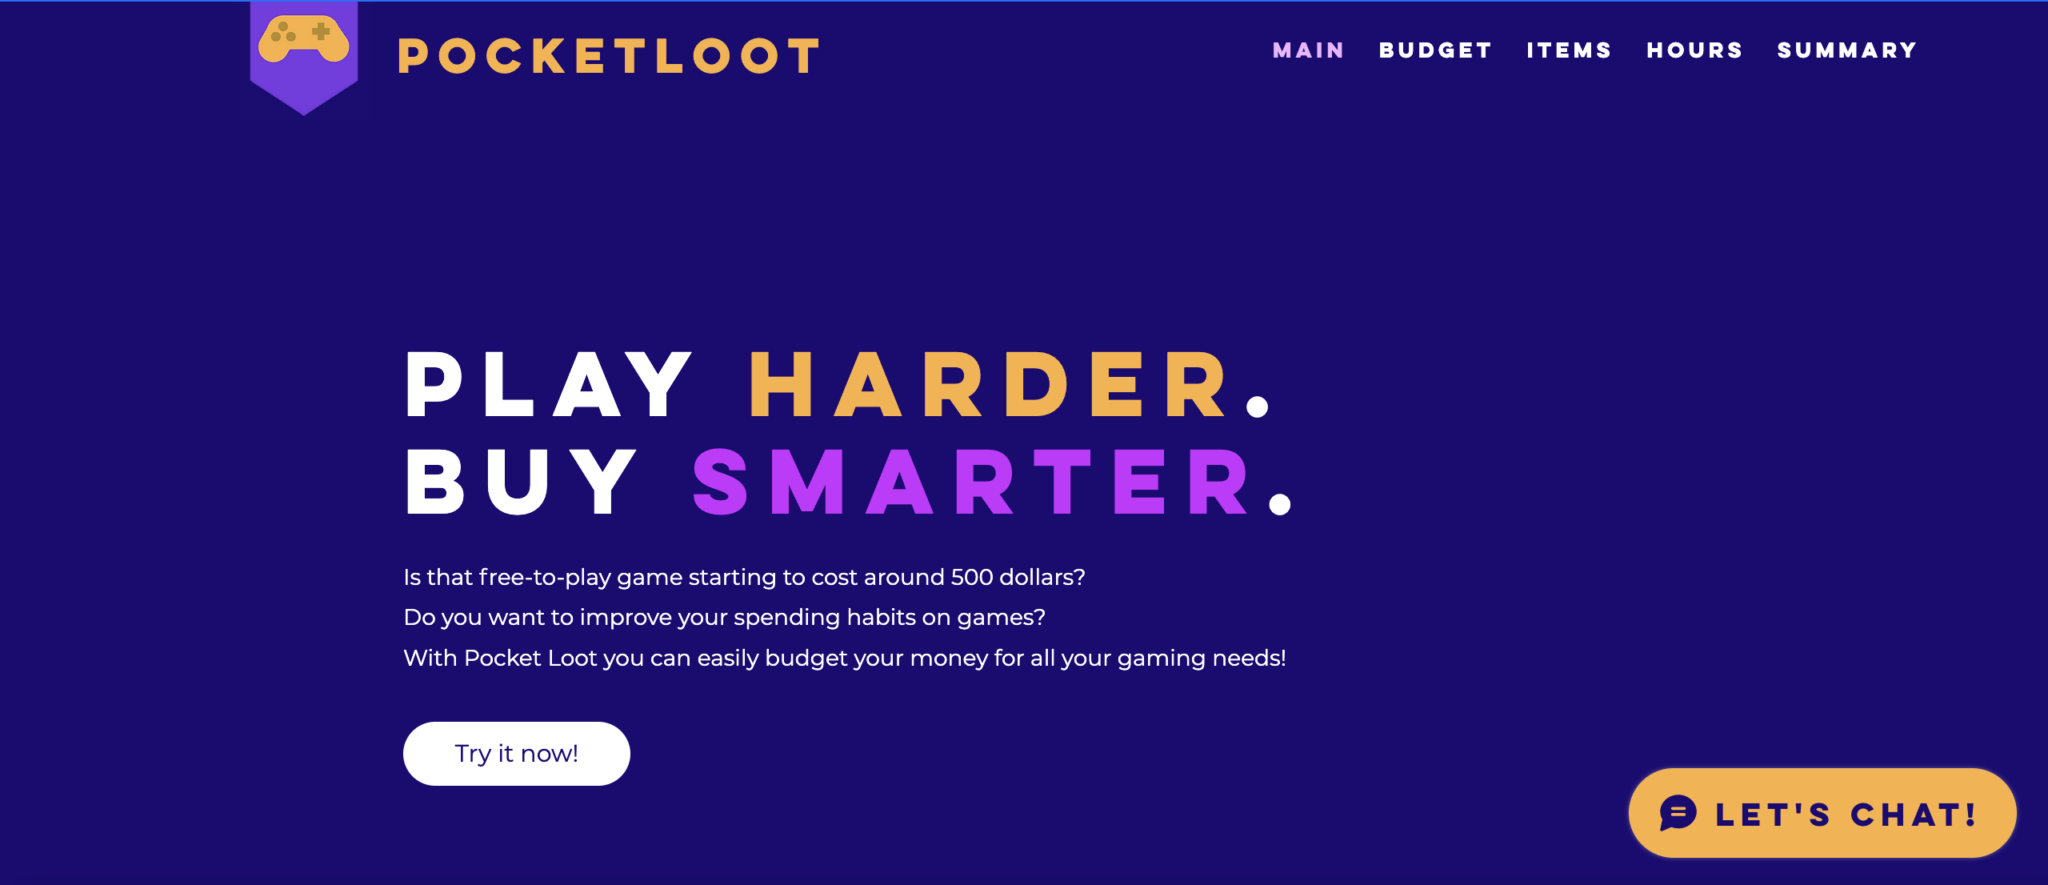 POCKETLOOT
MAIN BUDGET ITEMS HOURS SUMMARY
PLAY HARDER.
BUY SMARTER.
Is that free-to-play game starting to cost around 500 dollars?
Do you want to improve your spending habits on games?
With Pocket Loot you can easily budget your money for all your gaming needs!
Try it now!
LET'S CHAT!